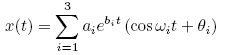 x(t) = \sum_{i=1}^{3} a_i e^{b_i t} (\cos \omega_i t + \theta_i)